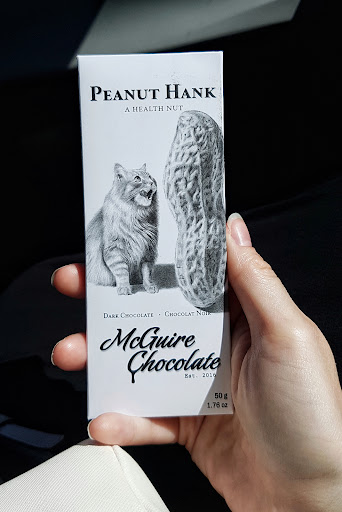 Peanut Hank
A Health Nut
Dark Chocolate · Chocolat Noir
McGuire
Chocolate
Est. 2016
50 g
1.76 oz